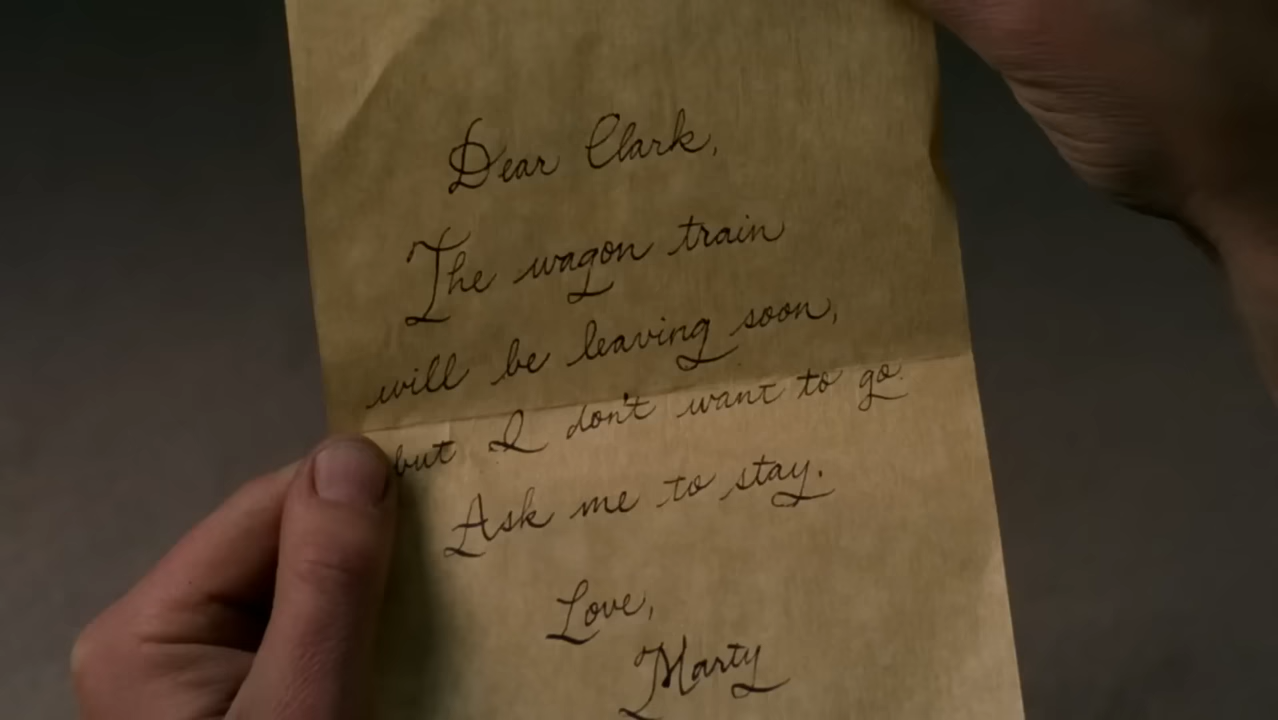 Dear Clark,
The wagon train
will be leaving soon,
but I don't want to go.
Ask me to stay.
Love,
Marty